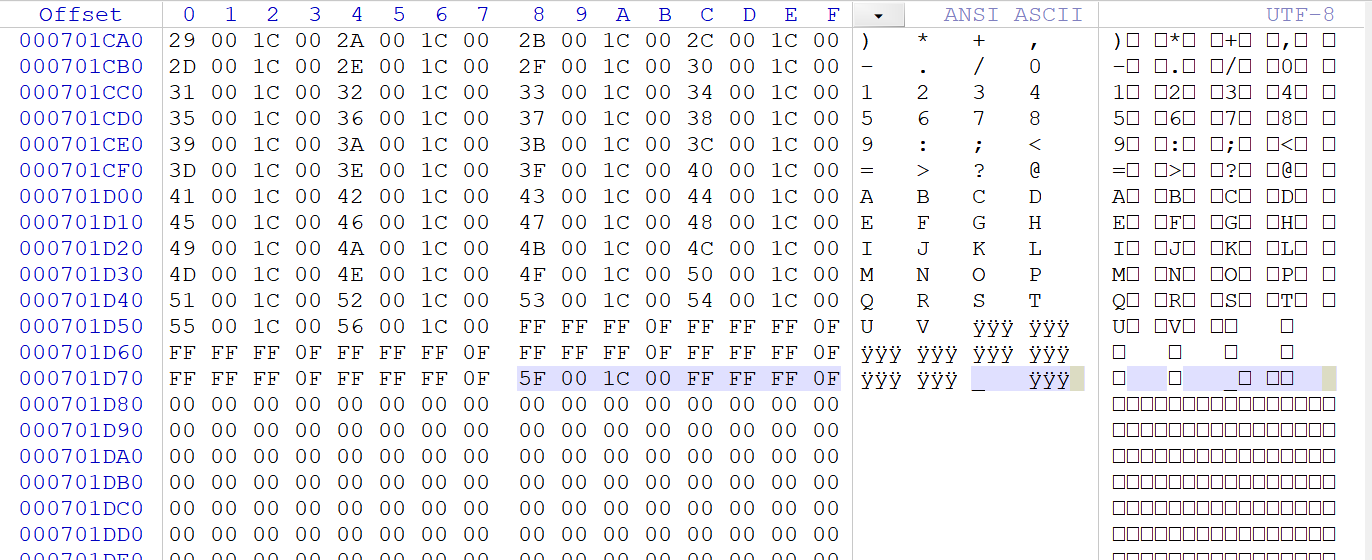 Offset 0 1 2 3 4 5 6 7 8 9 A B C D E F ANSI ASCII UTF-8
000701CA0 29 00 1C 00 2A 00 1C 00 2B 00 1C 00 2C 00 1C 00 ) * + , )□ □*□ □+□ □,□ □
000701CB0 2D 00 1C 00 2E 00 1C 00 2F 00 1C 00 30 00 1C 00 - . / 0 -□ □.□ □/□ □0□ □
000701CC0 31 00 1C 00 32 00 1C 00 33 00 1C 00 34 00 1C 00 1 2 3 4 1□ □2□ □3□ □4□ □
000701CD0 35 00 1C 00 36 00 1C 00 37 00 1C 00 38 00 1C 00 5 6 7 8 5□ □6□ □7□ □8□ □
000701CE0 39 00 1C 00 3A 00 1C 00 3B 00 1C 00 3C 00 1C 00 9 : ; < 9□ □:□ □;□ □<□ □
000701CF0 3D 00 1C 00 3E 00 1C 00 3F 00 1C 00 40 00 1C 00 = > ? @ =□ □>□ □?□ □@□ □
000701D00 41 00 1C 00 42 00 1C 00 43 00 1C 00 44 00 1C 00 A B C D A□ □B□ □C□ □D□ □
000701D10 45 00 1C 00 46 00 1C 00 47 00 1C 00 48 00 1C 00 E F G H E□ □F□ □G□ □H□ □
000701D20 49 00 1C 00 4A 00 1C 00 4B 00 1C 00 4C 00 1C 00 I J K L I□ □J□ □K□ □L□ □
000701D30 4D 00 1C 00 4E 00 1C 00 4F 00 1C 00 50 00 1C 00 M N O P M□ □N□ □O□ □P□ □
000701D40 51 00 1C 00 52 00 1C 00 53 00 1C 00 54 00 1C 00 Q R S T Q□ □R□ □S□ □T□ □
000701D50 55 00 1C 00 56 00 1C 00 FF FF FF 0F FF FF FF 0F U V ÿÿÿ ÿÿÿ U□ □V□ □□ □
000701D60 FF FF FF 0F FF FF FF 0F FF FF FF 0F FF FF FF 0F ÿÿÿ ÿÿÿ ÿÿÿ ÿÿÿ □ □ □ □
000701D70 FF FF FF 0F FF FF FF 0F 5F 00 1C 00 FF FF FF 0F ÿÿÿ ÿÿÿ _ ÿÿÿ □ □ _□ □□
000701D80 00 00 00 00 00 00 00 00 00 00 00 00 00 00 00 00 □□□□□□□□□□□□□□□□
000701D90 00 00 00 00 00 00 00 00 00 00 00 00 00 00 00 00 □□□□□□□□□□□□□□□□
000701DA0 00 00 00 00 00 00 00 00 00 00 00 00 00 00 00 00 □□□□□□□□□□□□□□□□
000701DB0 00 00 00 00 00 00 00 00 00 00 00 00 00 00 00 00 □□□□□□□□□□□□□□□□
000701DC0 00 00 00 00 00 00 00 00 00 00 00 00 00 00 00 00 □□□□□□□□□□□□□□□□
000701DD0 00 00 00 00 00 00 00 00 00 00 00 00 00 00 00 00 □□□□□□□□□□□□□□□□
000701DE0 00 00 00 00 00 00 00 00 00 00 00 00 00 00 00 00 □□□□□□□□□□□□□□□□